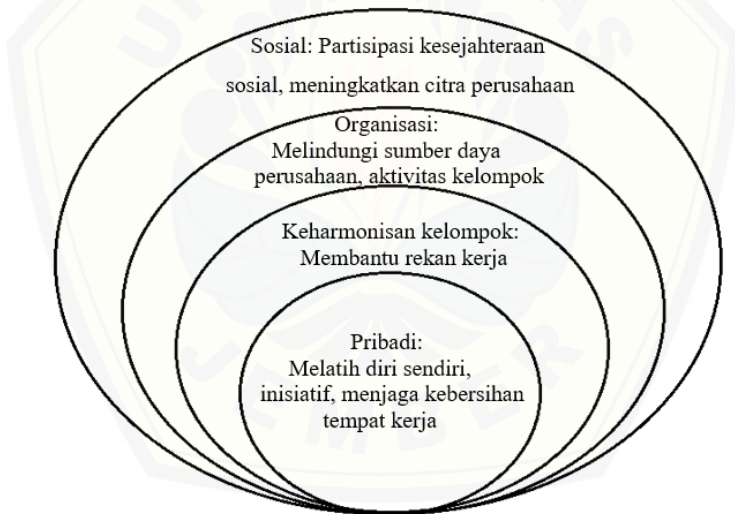 Sosial: Partisipasi kesejahteraan
sosial, meningkatkan citra perusahaan
Organisasi:
Melindungi sumber daya
perusahaan, aktivitas kelompok
Keharmonisan kelompok:
Membantu rekan kerja
Pribadi:
Melatih diri sendiri,
inisiatif, menjaga kebersihan
tempat kerja
JEMBER